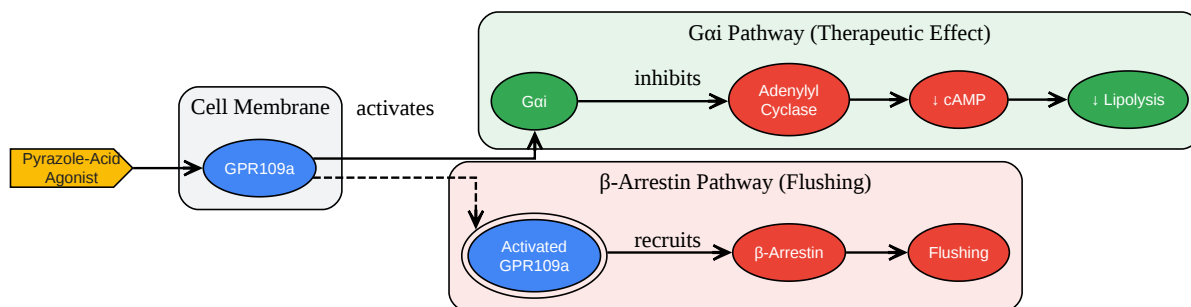 Gαi Pathway (Therapeutic Effect)
Gαi
inhibits
Adenylyl
Cyclase
↓ cAMP
↓ Lipolysis
Cell Membrane
activates
Pyrazole-Acid
Agonist
GPR109a
β-Arrestin Pathway (Flushing)
Activated
GPR109a
recruits
β-Arrestin
Flushing